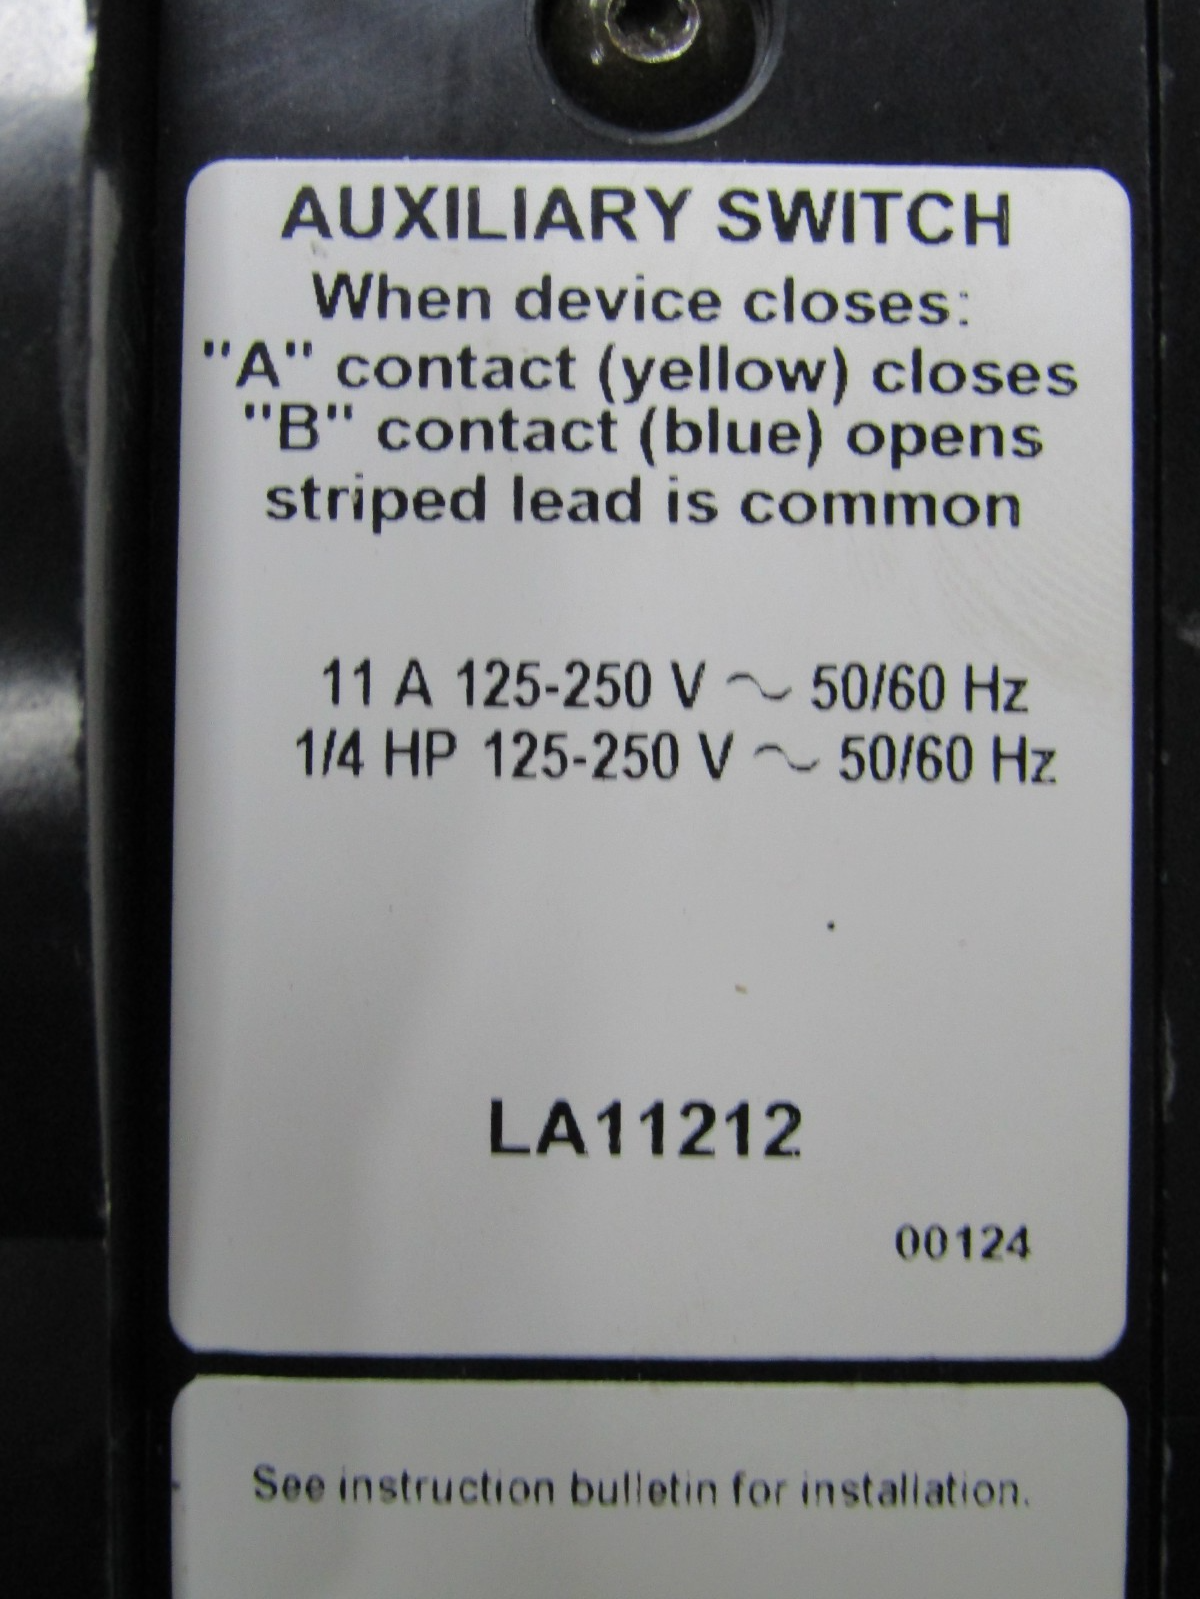 AUXILIARY SWITCH
When device closes:
"A" contact (yellow) closes
"B" contact (blue) opens
striped lead is common
11 A 125-250 V ~ 50/60 Hz
1/4 HP 125-250 V ~ 50/60 Hz
LA11212
00124
See instruction bulletin for installation.